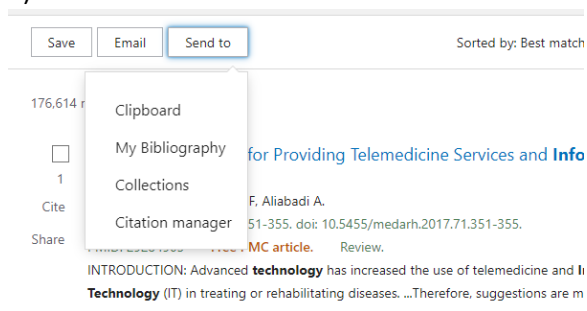 Save Email Send to Sorted by: Best match
176,614
Clipboard
My Bibliography
for Providing Telemedicine Services and Info
1
Collections
Cite F, Aliabadi A.
Citation manager 51-355. doi: 10.5455/medarh.2017.71.351-355.
Share MC article. Review.
INTRODUCTION: Advanced technology has increased the use of telemedicine and I
Technology (IT) in treating or rehabilitating diseases. ...Therefore, suggestions are m